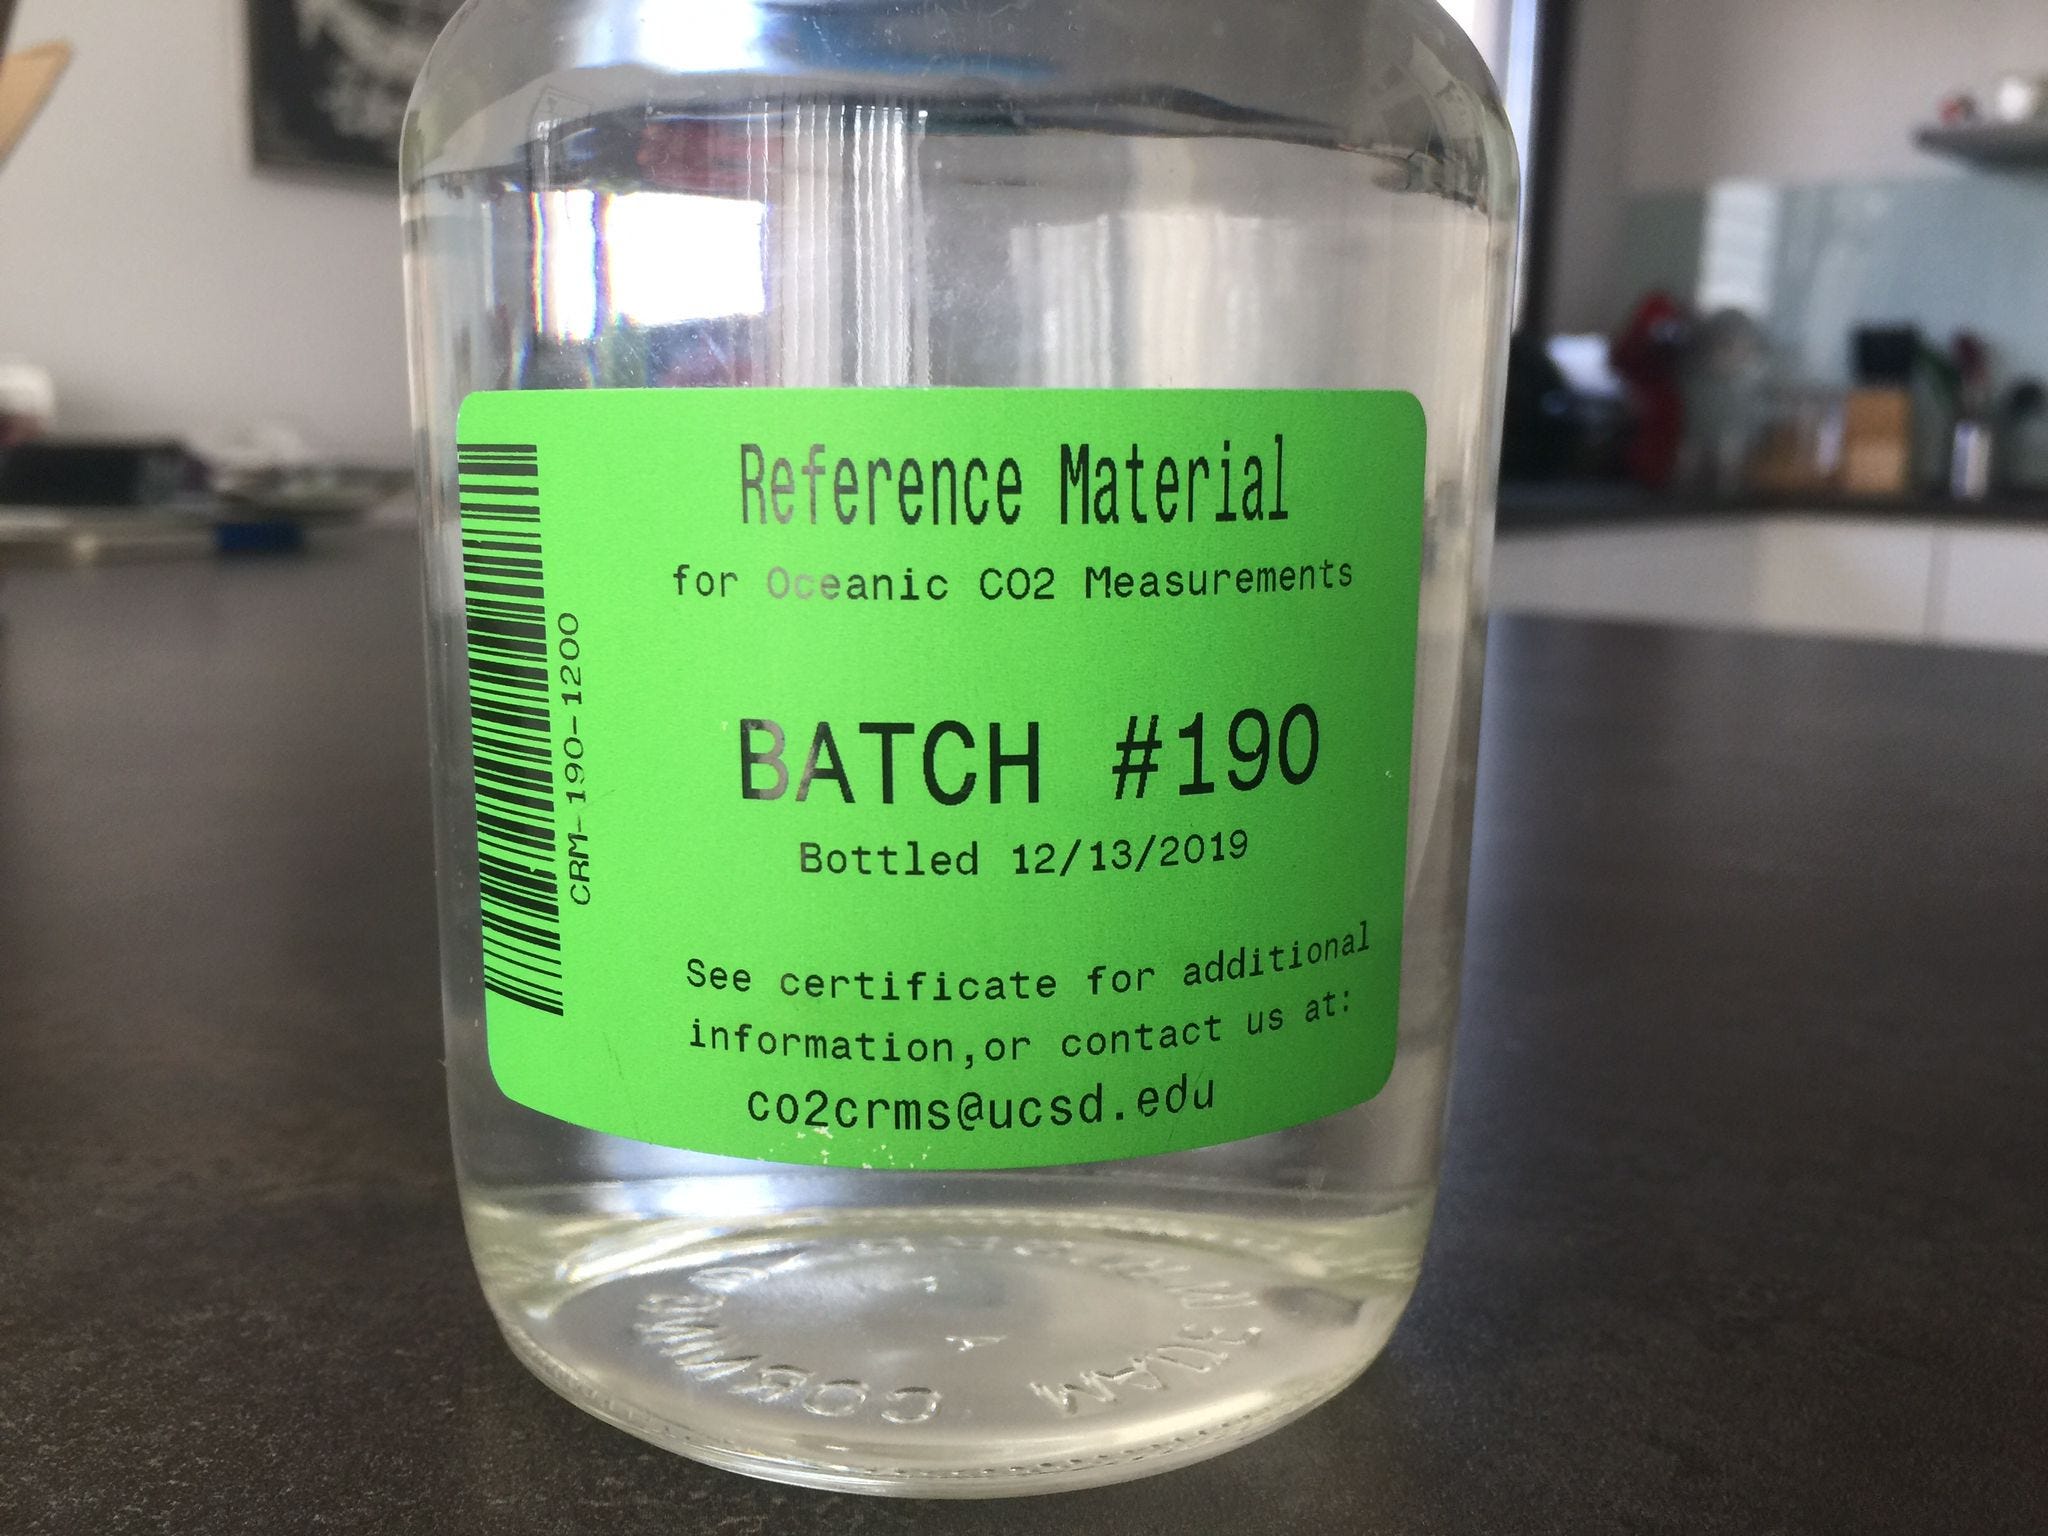 Reference Material
for Oceanic CO2 Measurements
BATCH #190
Bottled 12/13/2019
See certificate for additional
information,or contact us at:
co2crms@ucsd.edu
CRM-190-1200